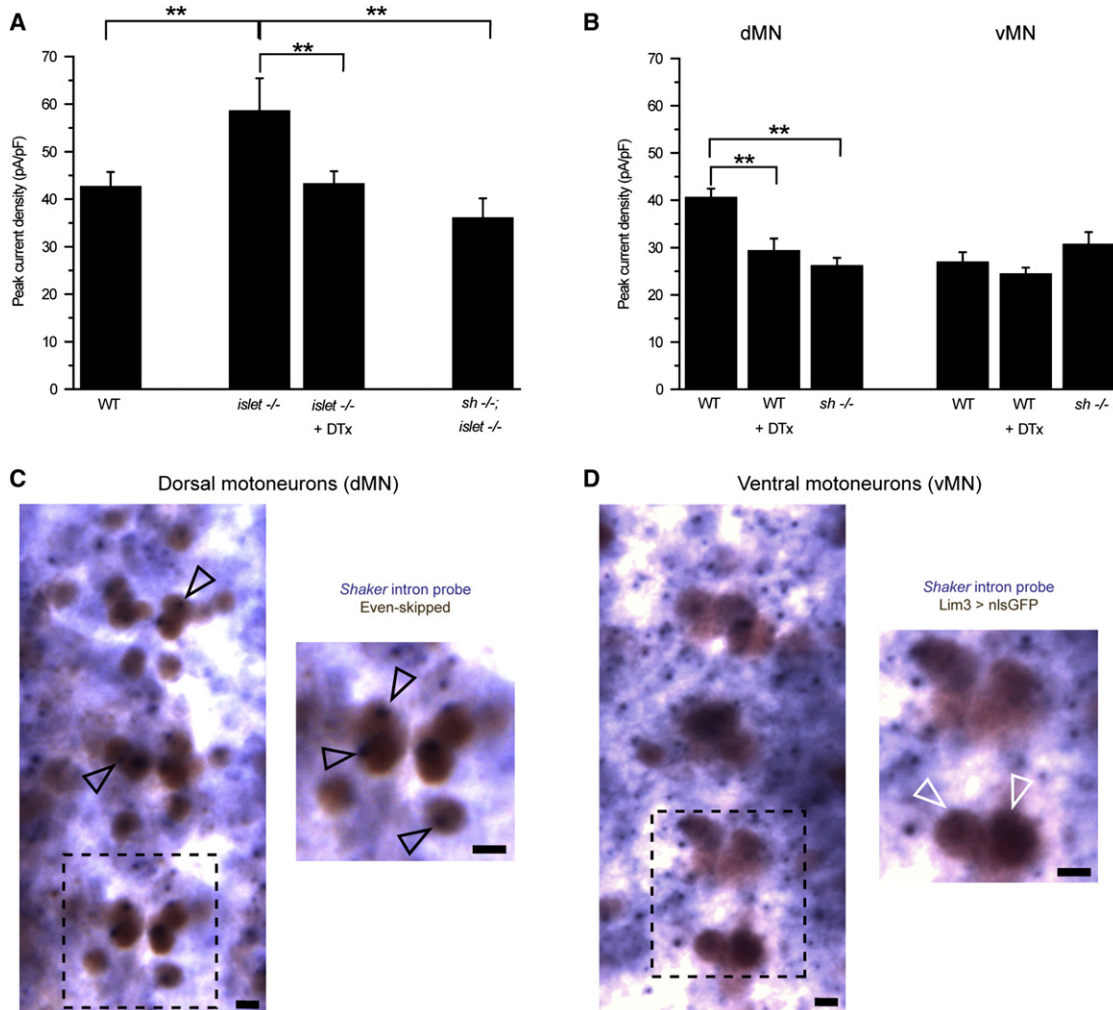 A
**
**
**
Peak current density (pA/pF)
70
60
50
40
30
20
10
0
WT
islet -/-
islet -/-
+ DTx
sh -/-;
islet -/-
B
dMN
vMN
**
**
Peak current density (pA/pF)
70
60
50
40
30
20
10
0
WT
WT
+ DTx
sh -/-
WT
WT
+ DTx
sh -/-
C
Dorsal motoneurons (dMN)
Shaker intron probe
Even-skipped
D
Ventral motoneurons (vMN)
Shaker intron probe
Lim3 > nlsGFP